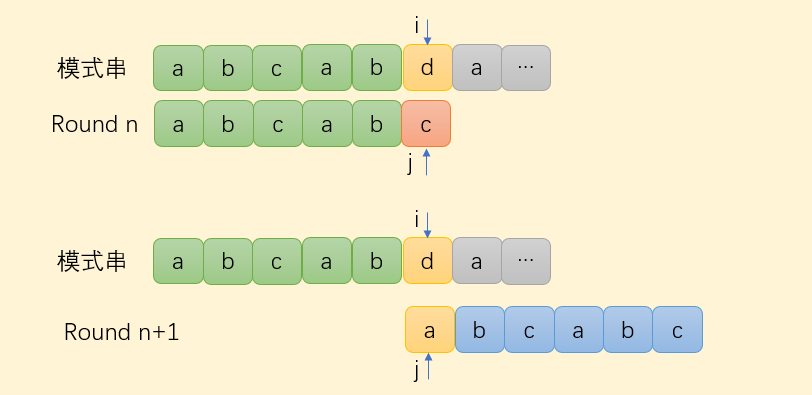 i
模式串 a b c a b d a ...
Round n a b c a b c
j
i
模式串 a b c a b d a ...
Round n+1 a b c a b c
j